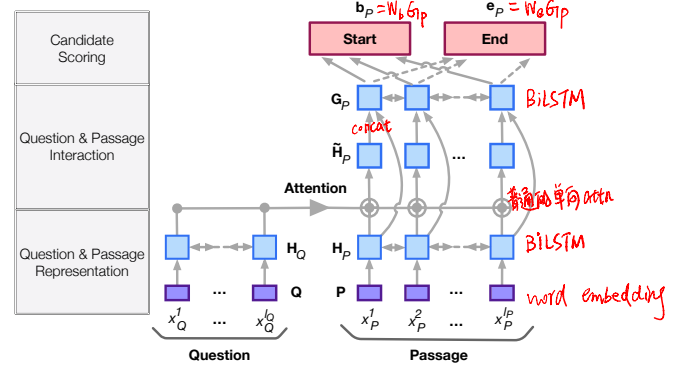 b_P = W_b G_p
e_P = W_e G_p
Candidate
Scoring
Start
End
G_P
BiLSTM
concat
Question & Passage
Interaction
H̃_P
...
Attention
普通的单向attn
Question & Passage
Representation
H_Q
H_P
BiLSTM
...
Q
P
...
...
word embedding
x_Q^1
...
x_Q^{l_Q}
x_P^1
x_P^2
...
x_P^{l_P}
Question
Passage